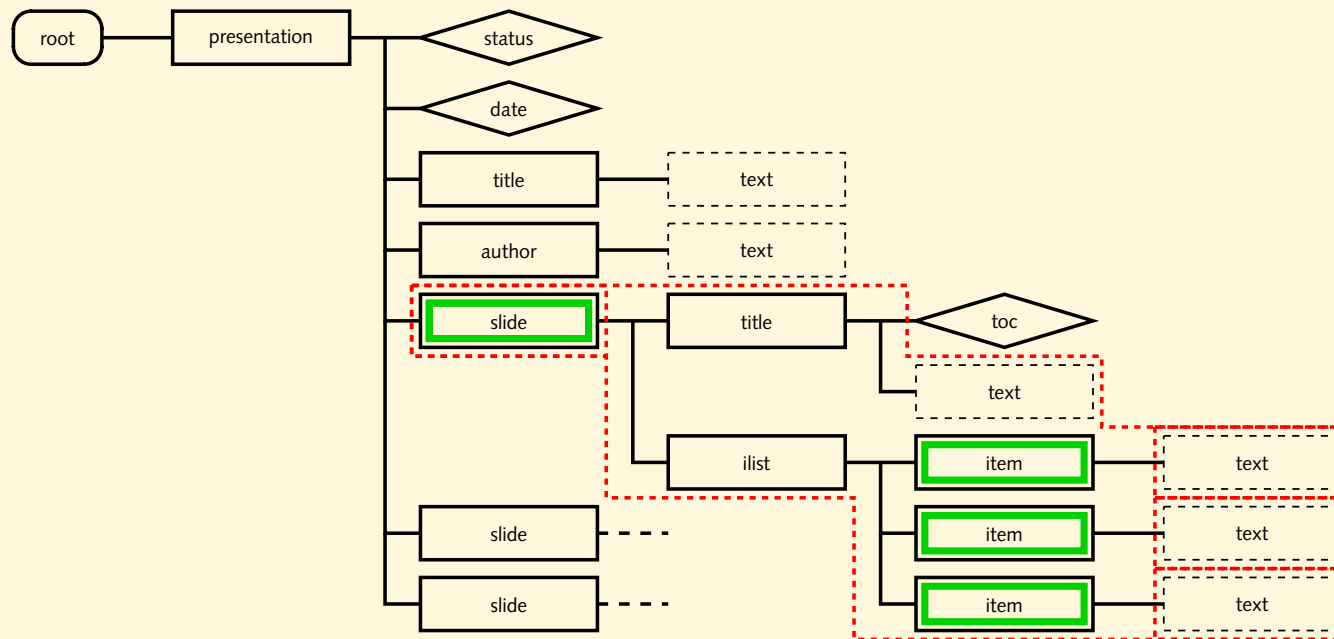 root presentation status
date
title text
author text
slide title toc
text
ilist item text
slide item text
slide item text